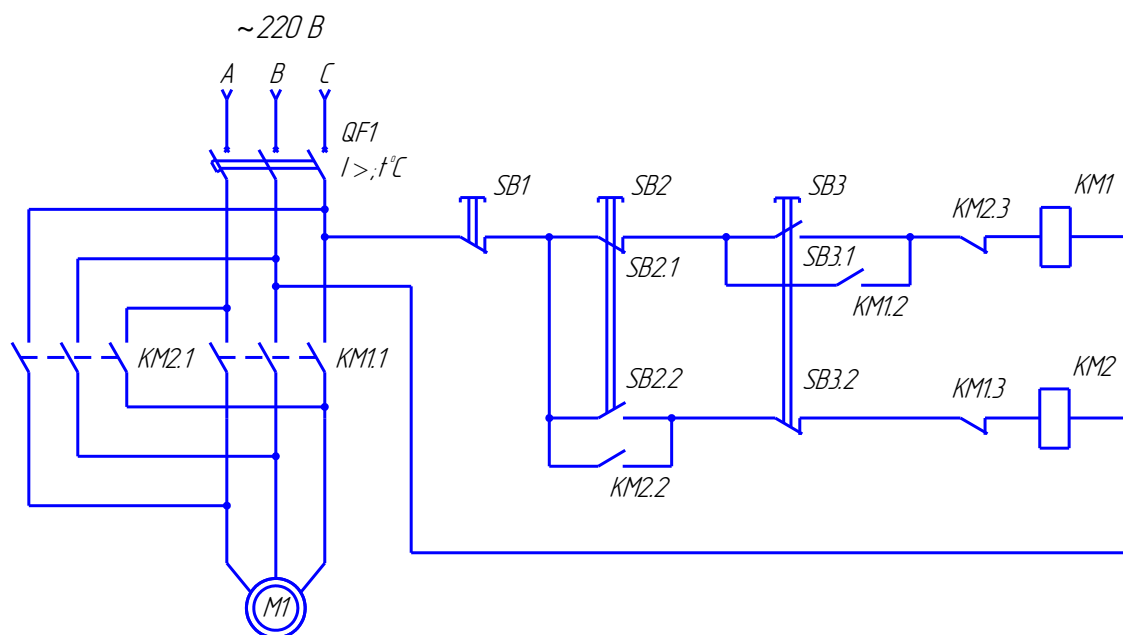 ~220 В
A B C
QF1
I>;t°C
SB1 SB2 SB3 KM1
KM2.3
SB2.1 SB3.1
KM1.2
KM2.1 KM1.1
SB2.2 SB3.2 KM1.3 KM2
KM2.2
M1